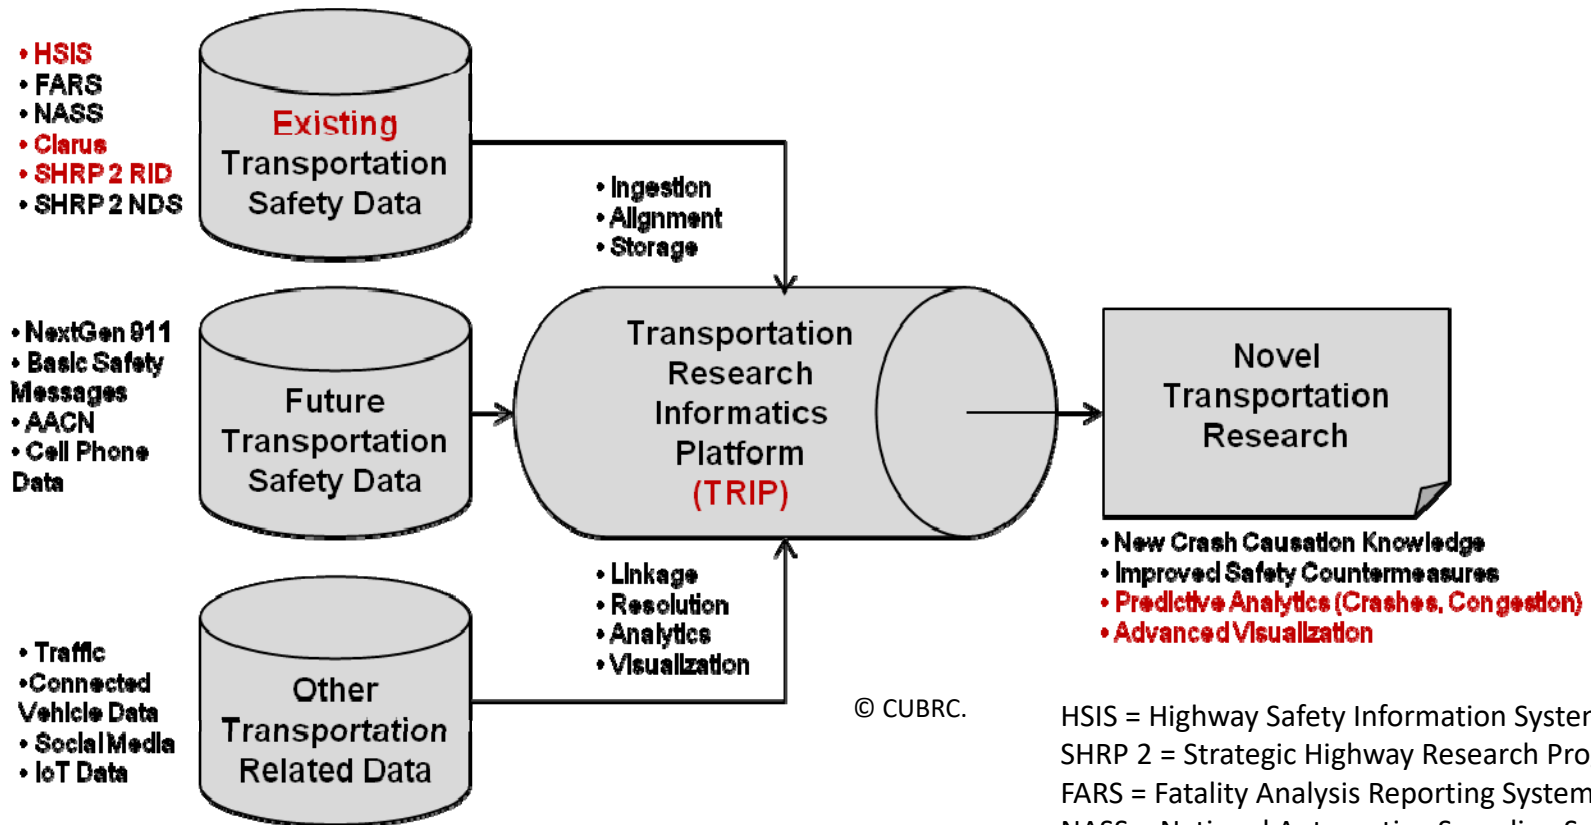 • HSIS
• FARS
• NASS
• Clarus
• SHRP 2 RID
• SHRP 2 NDS
Existing
Transportation
Safety Data
• Ingestion
• Alignment
• Storage
• NextGen 911
• Basic Safety
Messages
• AACN
• Cell Phone
Data
Future
Transportation
Safety Data
Transportation
Research
Informatics
Platform
(TRIP)
Novel
Transportation
Research
• New Crash Causation Knowledge
• Improved Safety Countermeasures
• Predictive Analytics (Crashes, Congestion)
• Advanced Visualization
• Linkage
• Resolution
• Analytics
• Visualization
• Traffic
•Connected
Vehicle Data
• Social Media
• IoT Data
Other
Transportation
Related Data
© CUBRC.
HSIS = Highway Safety Information System
SHRP 2 = Strategic Highway Research Pro
FARS = Fatality Analysis Reporting System